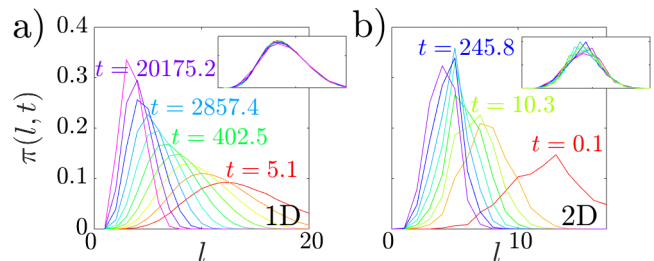 a)
b)
0.4
0.3
0.2
0.1
0
π(l, t)
t = 20175.2
t = 2857.4
t = 402.5
t = 5.1
1D
0
10
20
l
t = 245.8
t = 10.3
t = 0.1
2D
0
10
l